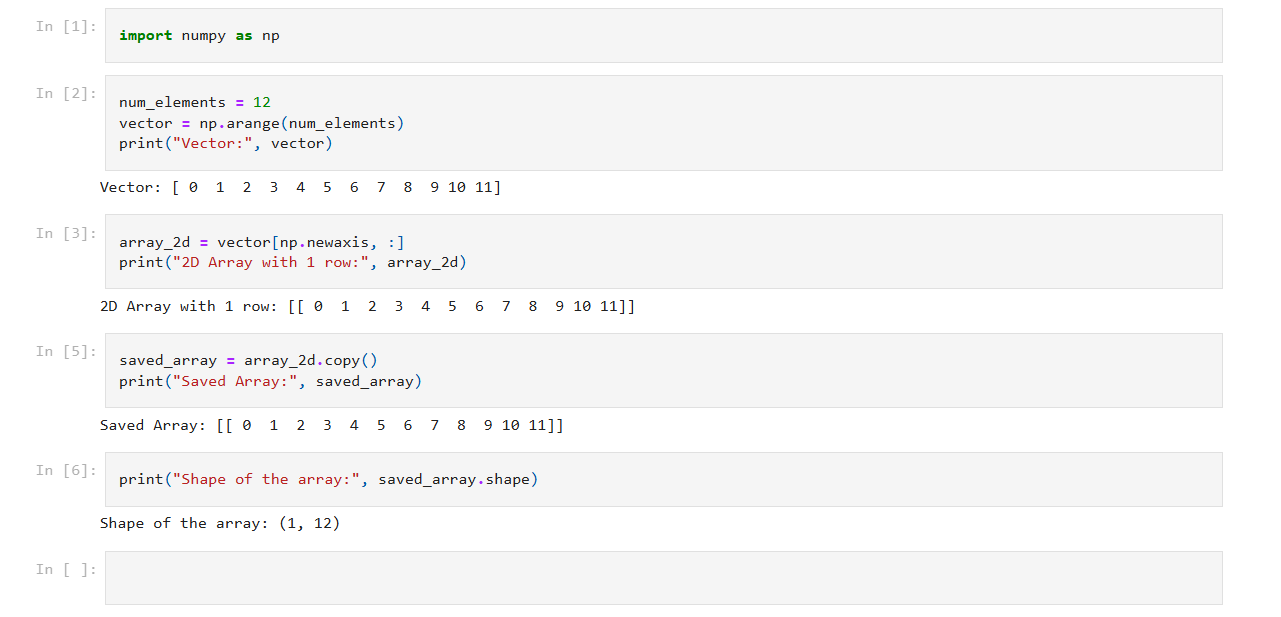 In [1]:
import numpy as np
In [2]:
num_elements = 12
vector = np.arange(num_elements)
print("Vector:", vector)
Vector: [ 0  1  2  3  4  5  6  7  8  9 10 11]
In [3]:
array_2d = vector[np.newaxis, :]
print("2D Array with 1 row:", array_2d)
2D Array with 1 row: [[ 0  1  2  3  4  5  6  7  8  9 10 11]]
In [5]:
saved_array = array_2d.copy()
print("Saved Array:", saved_array)
Saved Array: [[ 0  1  2  3  4  5  6  7  8  9 10 11]]
In [6]:
print("Shape of the array:", saved_array.shape)
Shape of the array: (1, 12)
In [ ]: